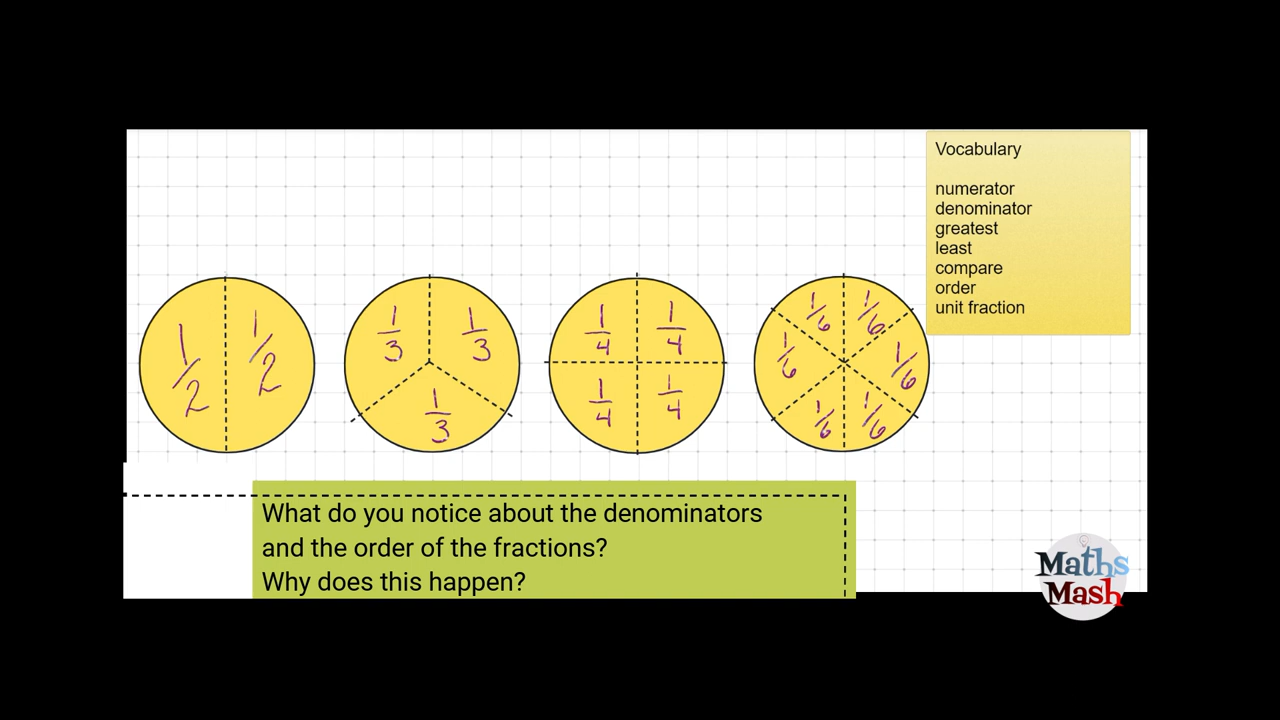 Vocabulary
numerator
denominator
greatest
least
compare
order
unit fraction
1/2 1/2
1/3 1/3
1/3
1/4 1/4
1/4 1/4
1/6 1/6
1/6 1/6
1/6 1/6
What do you notice about the denominators
and the order of the fractions?
Why does this happen?
Maths
Mash